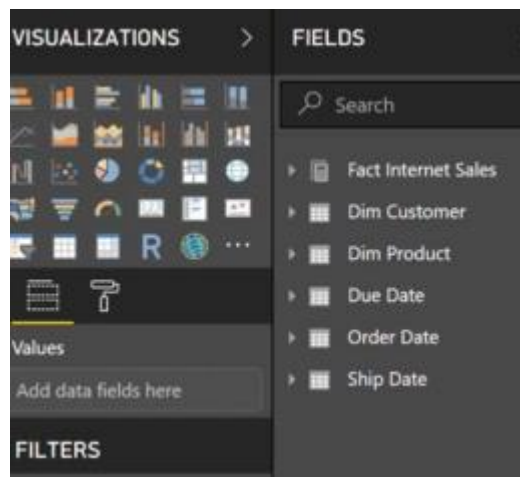 VISUALIZATIONS
Values
Add data fields here
FILTERS
FIELDS
Search
Fact Internet Sales
Dim Customer
Dim Product
Due Date
Order Date
Ship Date